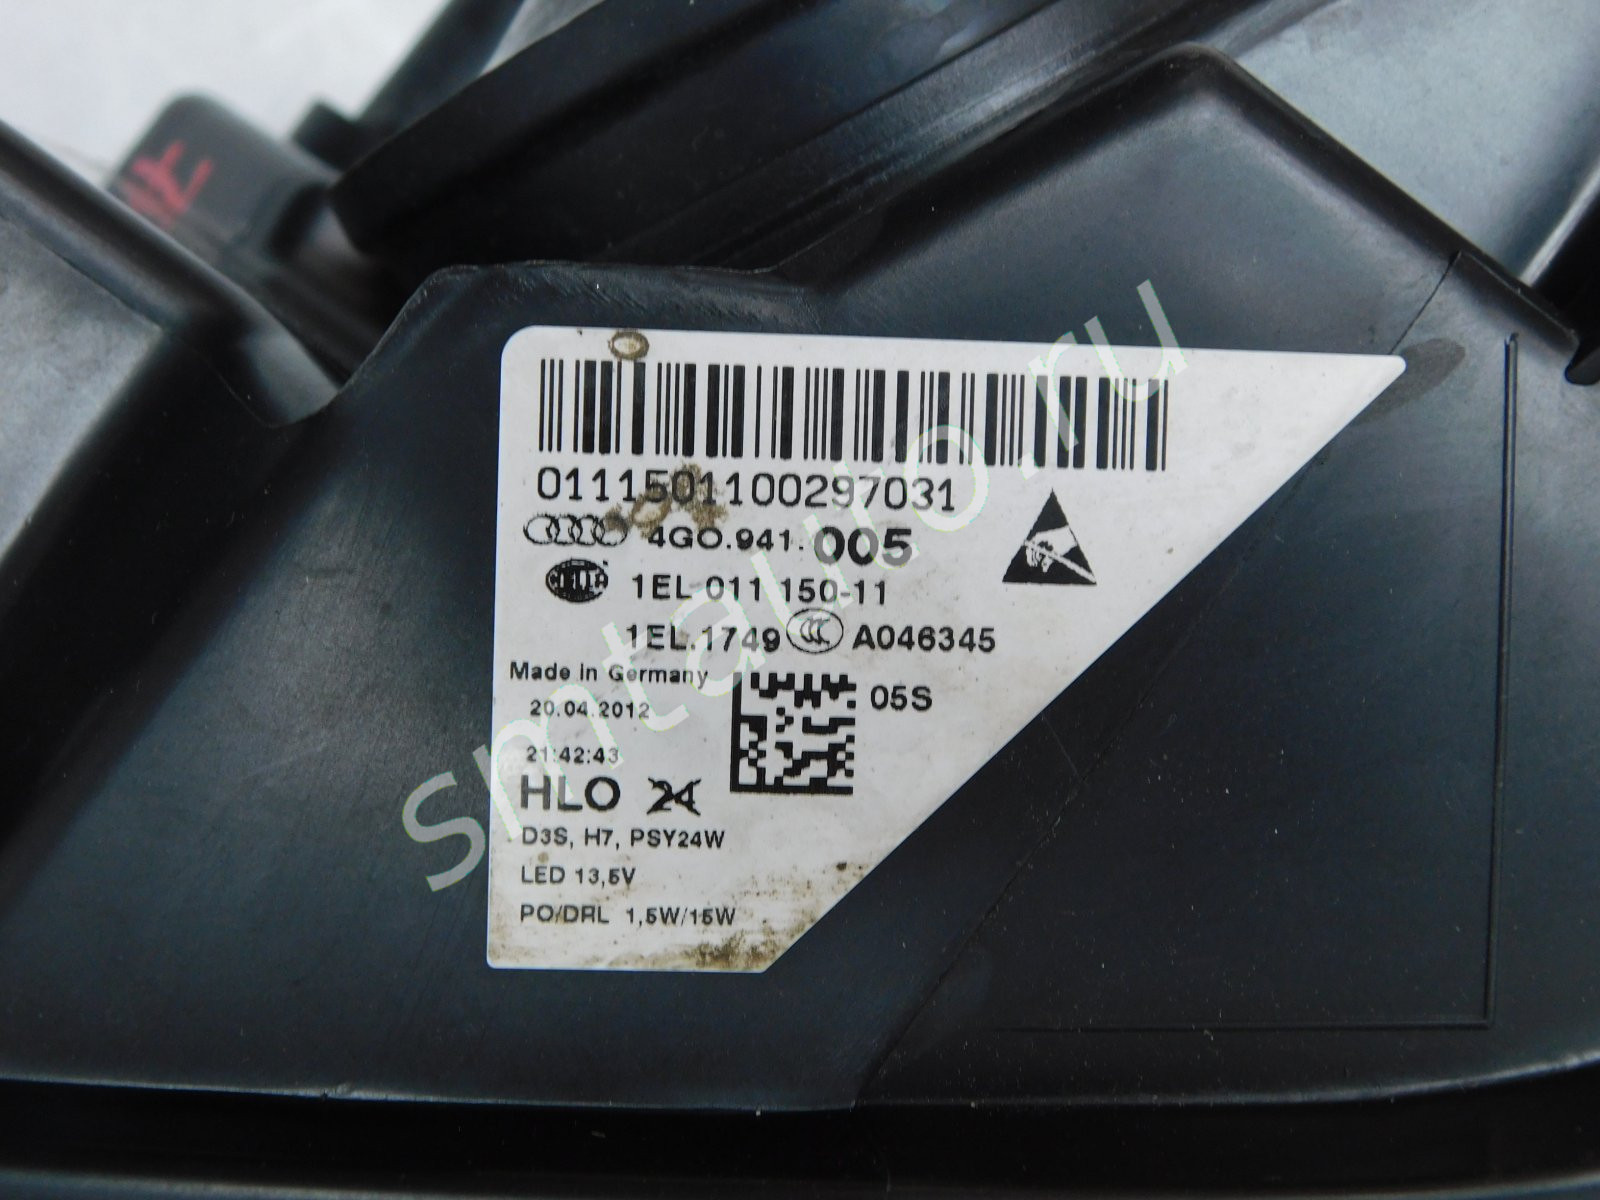 0111501100297031
4G0.941.005
1EL 011 150-11
1EL.1749 CCC A046345
Made in Germany
05S
20.04.2012
21:42:43
HLO 24
D3S, H7, PSY24W
LED 13,5V
PO/DRL 1,5W/15W
smtauto.ru